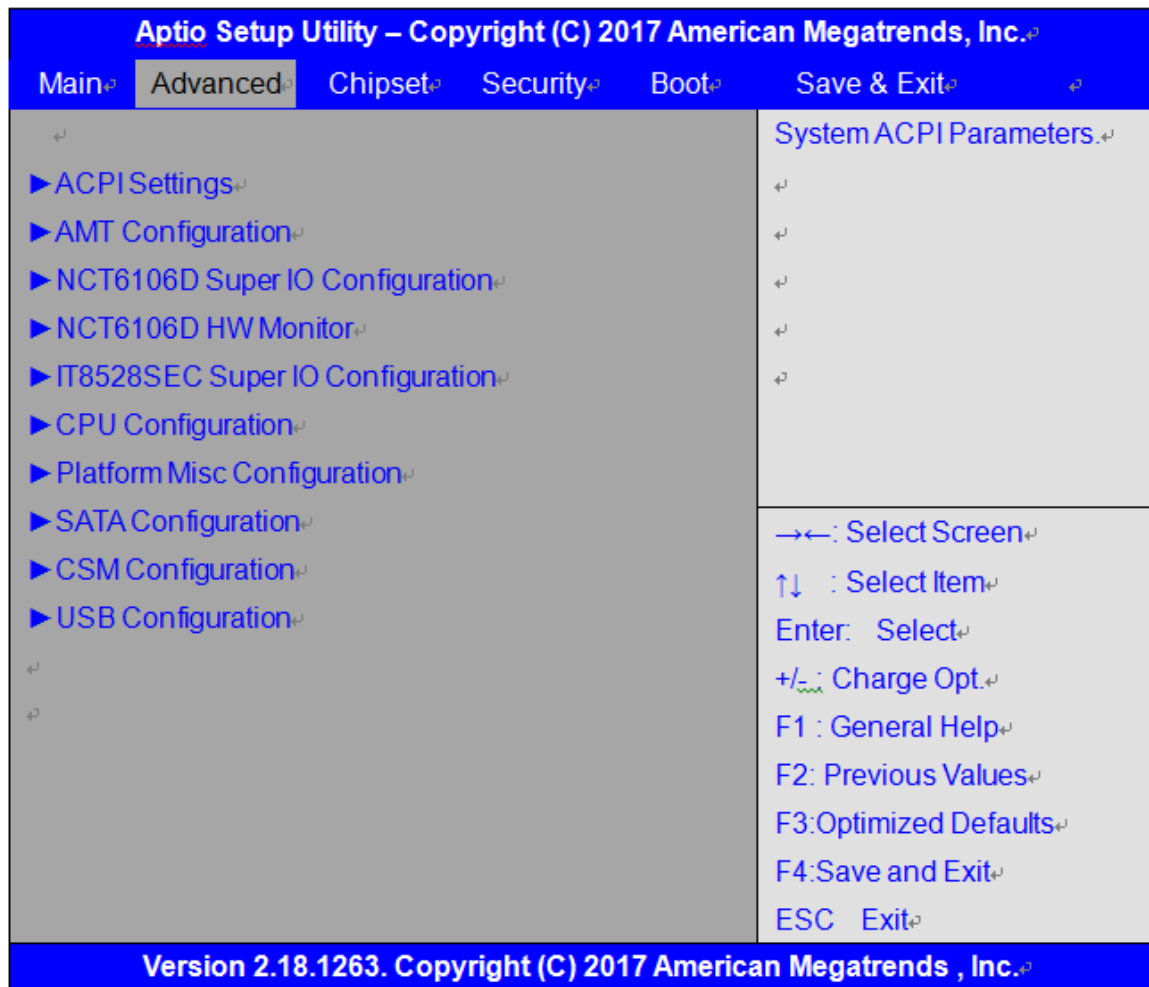 Aptio Setup Utility – Copyright (C) 2017 American Megatrends, Inc.
Main Advanced Chipset Security Boot Save & Exit
►ACPI Settings
►AMT Configuration
►NCT6106D Super IO Configuration
►NCT6106D HW Monitor
►IT8528SEC Super IO Configuration
►CPU Configuration
►Platform Misc Configuration
►SATA Configuration
►CSM Configuration
►USB Configuration
System ACPI Parameters.
→←: Select Screen
↑↓ : Select Item
Enter: Select
+/- : Charge Opt.
F1 : General Help
F2: Previous Values
F3:Optimized Defaults
F4:Save and Exit
ESC Exit
Version 2.18.1263. Copyright (C) 2017 American Megatrends , Inc.